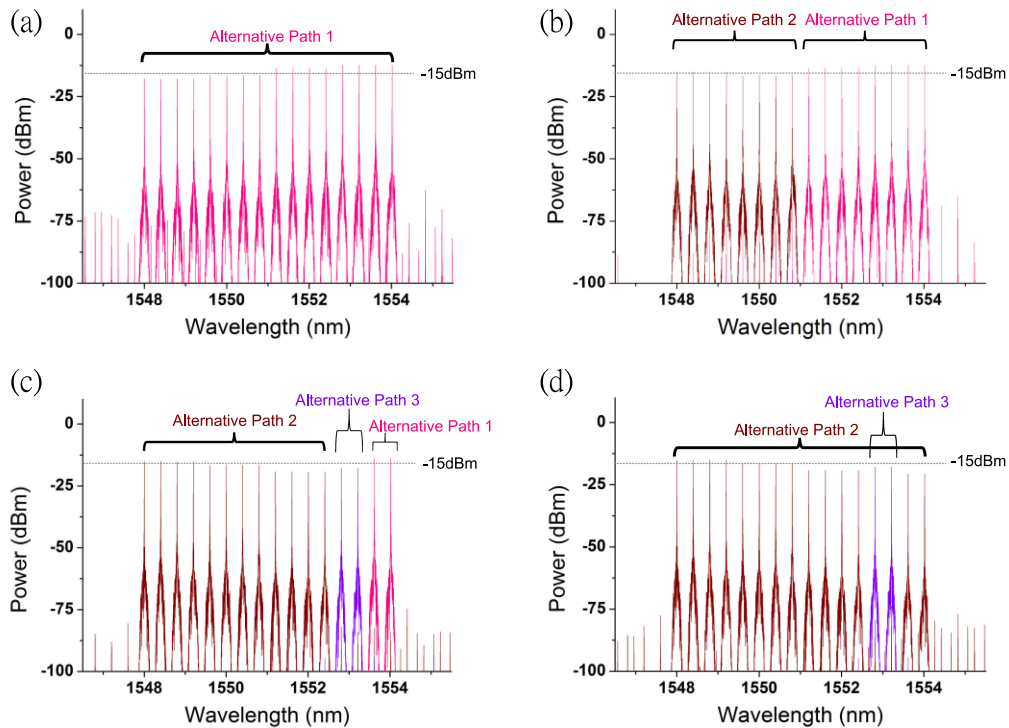 (a)
Alternative Path 1
-15dBm
0
-25
-50
-75
-100
Power (dBm)
1548 1550 1552 1554
Wavelength (nm)
(b)
Alternative Path 2 Alternative Path 1
-15dBm
0
-25
-50
-75
-100
Power (dBm)
1548 1550 1552 1554
Wavelength (nm)
(c)
Alternative Path 3
Alternative Path 2
Alternative Path 1
-15dBm
0
-25
-50
-75
-100
Power (dBm)
1548 1550 1552 1554
Wavelength (nm)
(d)
Alternative Path 3
Alternative Path 2
-15dBm
0
-25
-50
-75
-100
Power (dBm)
1548 1550 1552 1554
Wavelength (nm)